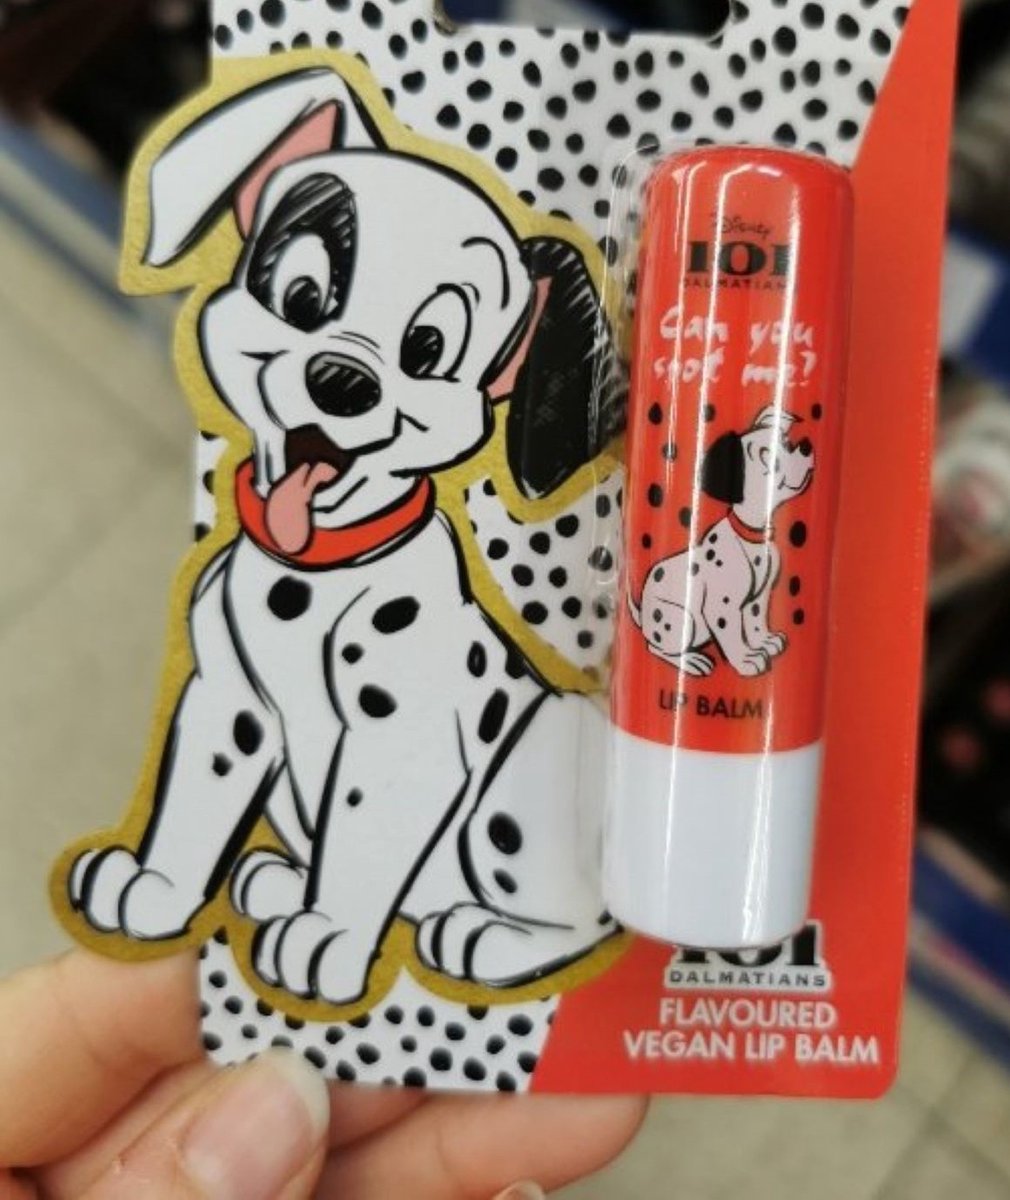 Disney
101
DALMATIANS
Can you
spot me?
LIP BALM
101
DALMATIANS
FLAVOURED
VEGAN LIP BALM